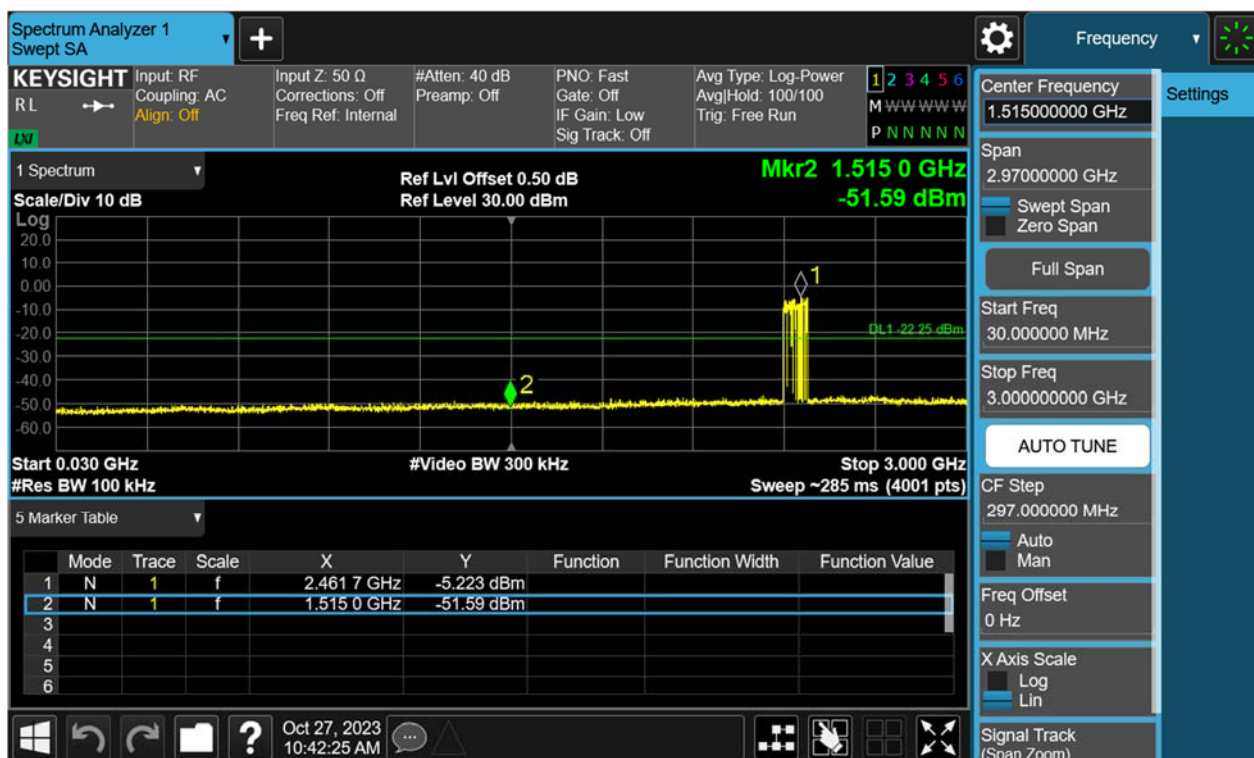 Spectrum Analyzer 1
Swept SA
Frequency
KEYSIGHT
R L
LXI
Input: RF
Coupling: AC
Align: Off
Input Z: 50 Ω
Corrections: Off
Freq Ref: Internal
#Atten: 40 dB
Preamp: Off
PNO: Fast
Gate: Off
IF Gain: Low
Sig Track: Off
Avg Type: Log-Power
Avg|Hold: 100/100
Trig: Free Run
1 2 3 4 5 6
M W W W W W
P N N N N N
Center Frequency
1.515000000 GHz
Settings
Span
2.97000000 GHz
Swept Span
Zero Span
Full Span
Start Freq
30.000000 MHz
Stop Freq
3.000000000 GHz
AUTO TUNE
CF Step
297.000000 MHz
Auto
Man
Freq Offset
0 Hz
X Axis Scale
Log
Lin
Signal Track
(Span Zoom)
1 Spectrum
Scale/Div 10 dB
Ref Lvl Offset 0.50 dB
Ref Level 30.00 dBm
Mkr2 1.515 0 GHz
-51.59 dBm
Log
20.0
10.0
0.00
-10.0
-20.0
-30.0
-40.0
-50.0
-60.0
1
DL1 -22.25 dBm
2
Start 0.030 GHz
#Video BW 300 kHz
Stop 3.000 GHz
#Res BW 100 kHz
Sweep ~285 ms (4001 pts)
5 Marker Table
Mode Trace Scale X Y Function Function Width Function Value
1 N 1 f 2.461 7 GHz -5.223 dBm
2 N 1 f 1.515 0 GHz -51.59 dBm
3
4
5
6
?
Oct 27, 2023
10:42:25 AM